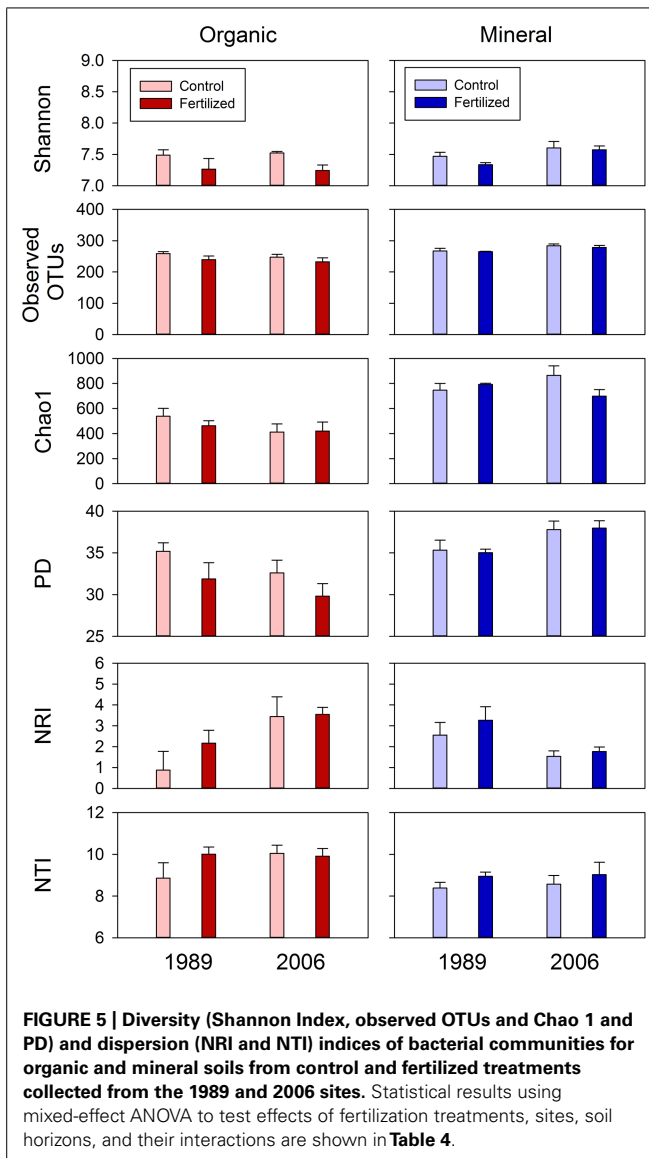 Organic
Mineral
Shannon
9.0
8.5
8.0
7.5
7.0
Control
Fertilized
Control
Fertilized
Observed
OTUs
400
300
200
100
0
Chao1
1000
800
600
400
200
0
PD
40
35
30
25
NRI
6
5
4
3
2
1
0
NTI
12
10
8
6
1989
2006
1989
2006
FIGURE 5 | Diversity (Shannon Index, observed OTUs and Chao 1 and
PD) and dispersion (NRI and NTI) indices of bacterial communities for
organic and mineral soils from control and fertilized treatments
collected from the 1989 and 2006 sites. Statistical results using
mixed-effect ANOVA to test effects of fertilization treatments, sites, soil
horizons, and their interactions are shown in Table 4.